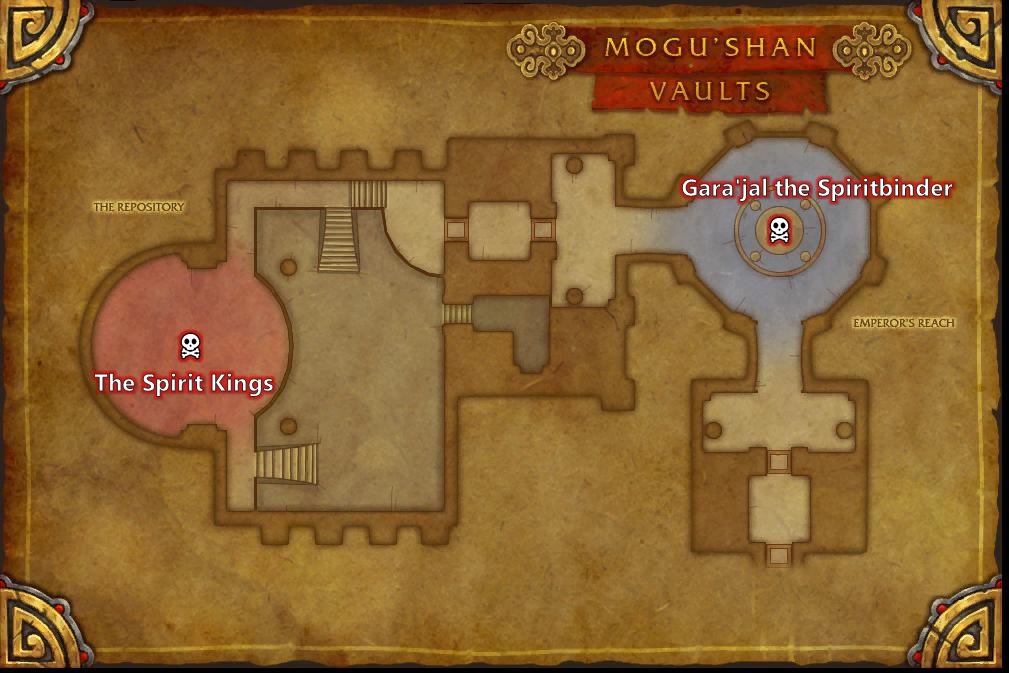 MOGU'SHAN
VAULTS
Gara'jal the Spiritbinder
THE REPOSITORY
EMPEROR'S REACH
The Spirit Kings